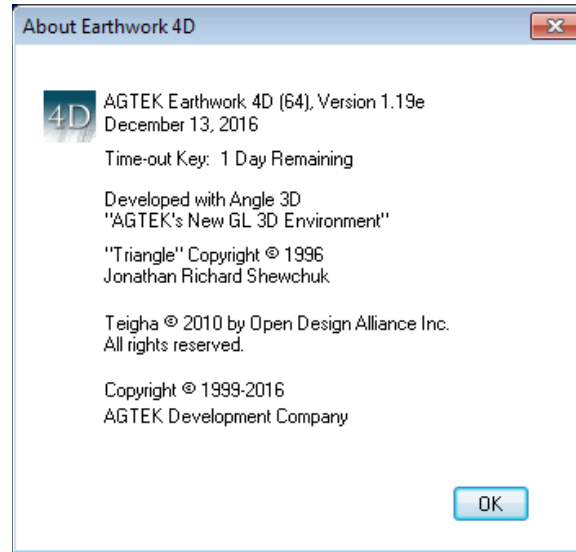 About Earthwork 4D
4D
AGTEK Earthwork 4D (64), Version 1.19e
December 13, 2016
Time-out Key: 1 Day Remaining
Developed with Angle 3D
"AGTEK's New GL 3D Environment"
"Triangle" Copyright © 1996
Jonathan Richard Shewchuk
Teigha © 2010 by Open Design Alliance Inc.
All rights reserved.
Copyright © 1999-2016
AGTEK Development Company
OK